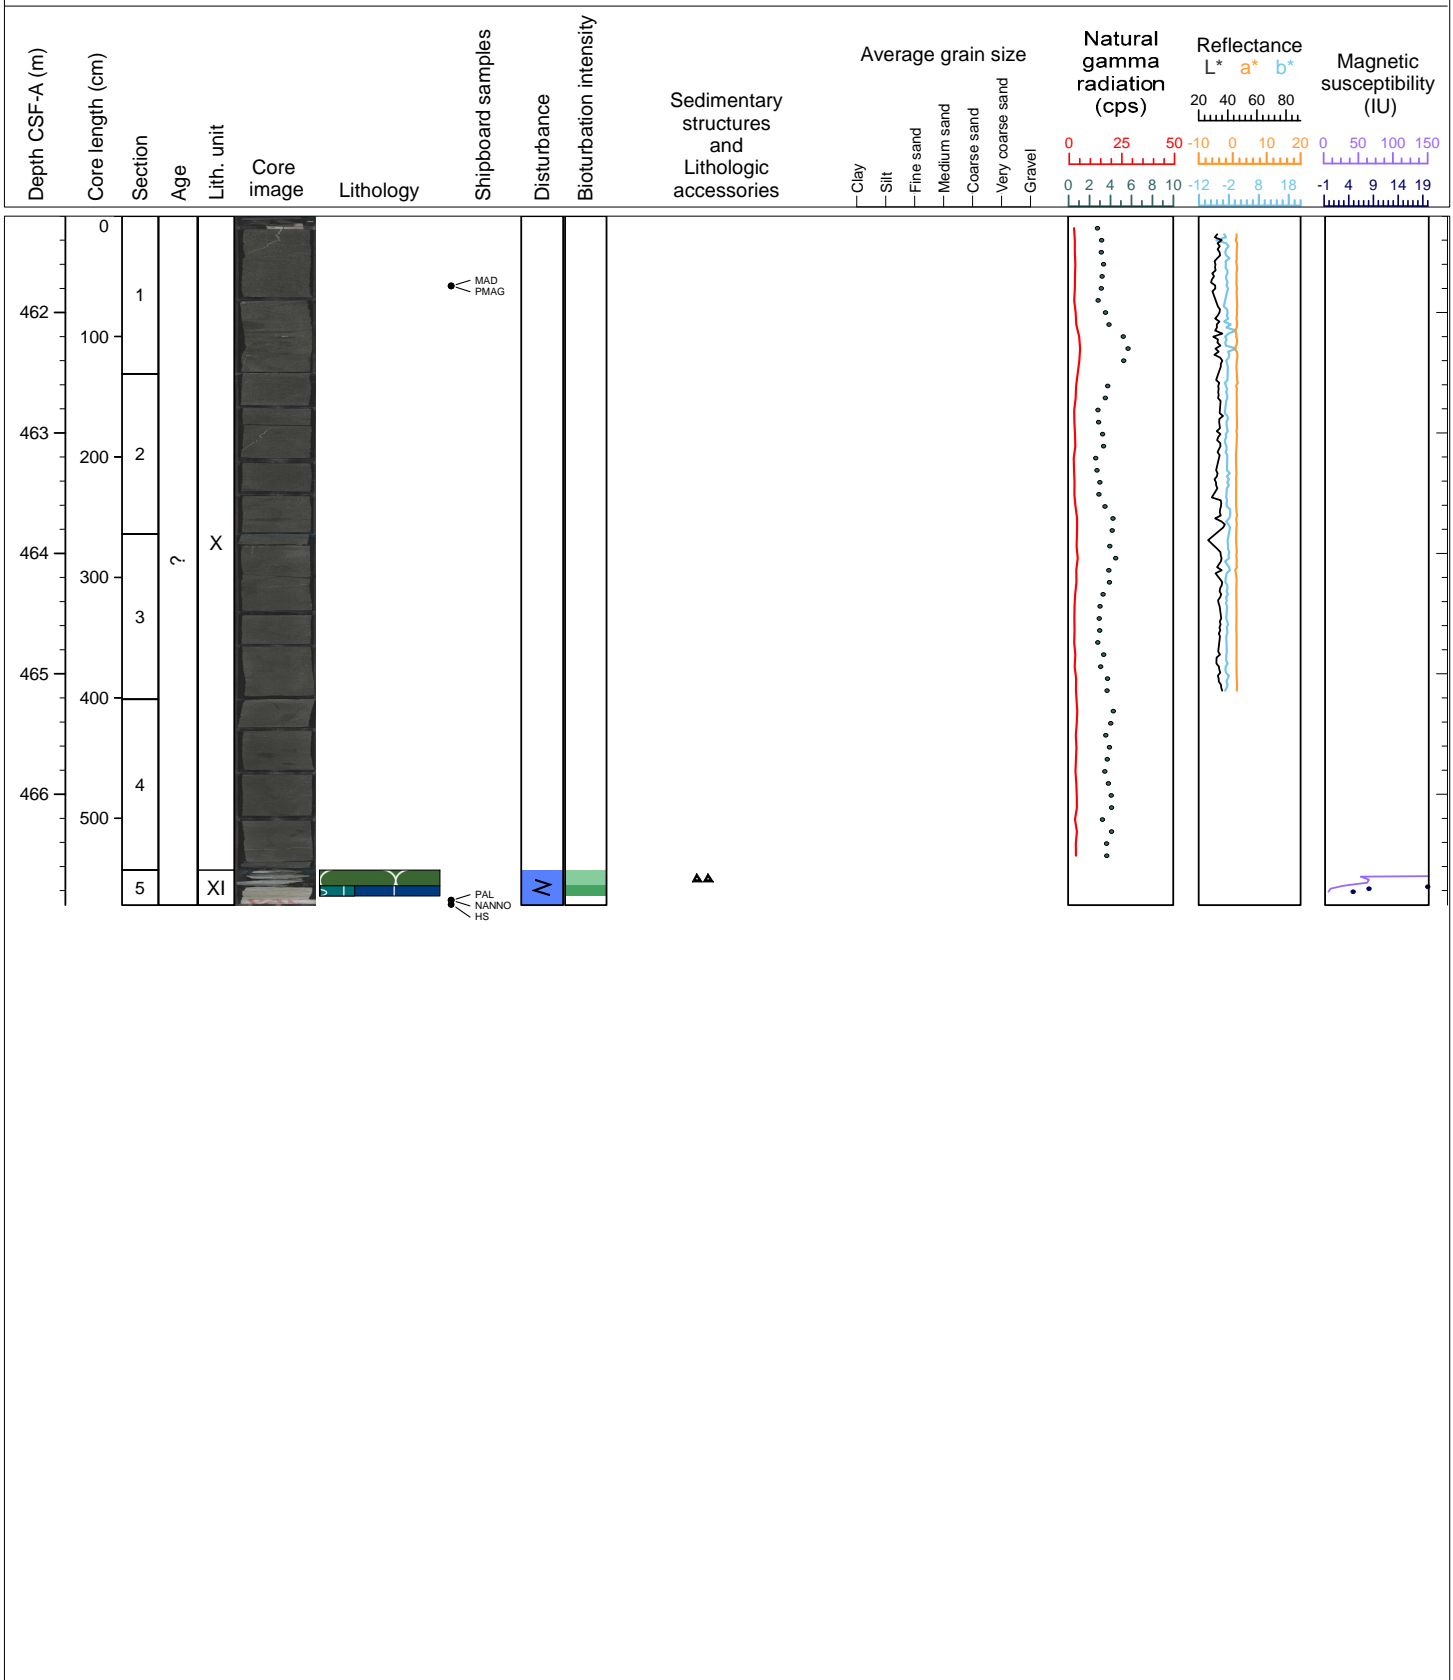 Depth CSF-A (m)
Core length (cm)
Section
Age
Lith. unit
Core
image
Lithology
Shipboard samples
Disturbance
Bioturbation intensity
Sedimentary
structures
and
Lithologic
accessories
Average grain size
Clay
Silt
Fine sand
Medium sand
Coarse sand
Very coarse sand
Gravel
Natural
gamma
radiation
(cps)
0 25 50
0 2 4 6 8 10
Reflectance
L* a* b*
20 40 60 80
-10 0 10 20
-12 -2 8 18
Magnetic
susceptibility
(IU)
0 50 100 150
-1 4 9 14 19
0
1
MAD
PMAG
462
100
463
200
2
464
X
?
300
3
465
400
4
466
500
5
XI
PAL
NANNO
HS